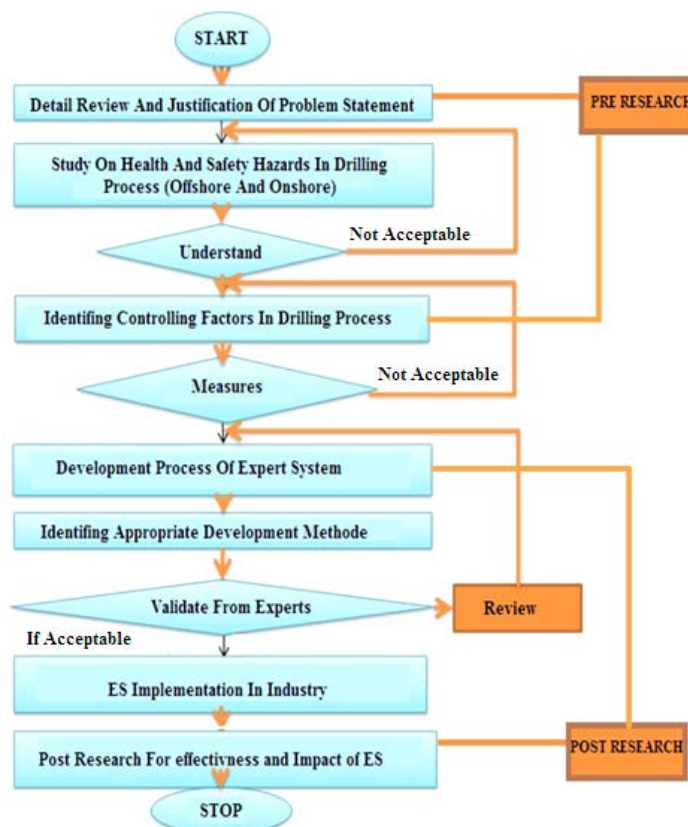 START
Detail Review And Justification Of Problem Statement
PRE RESEARCH
Study On Health And Safety Hazards In Drilling
Process (Offshore And Onshore)
Not Acceptable
Understand
Identifing Controlling Factors In Drilling Process
Not Acceptable
Measures
Development Process Of Expert System
Identifing Appropriate Development Methode
Validate From Experts
Review
If Acceptable
ES Implementation In Industry
POST RESEARCH
Post Research For effectivness and Impact of ES
STOP